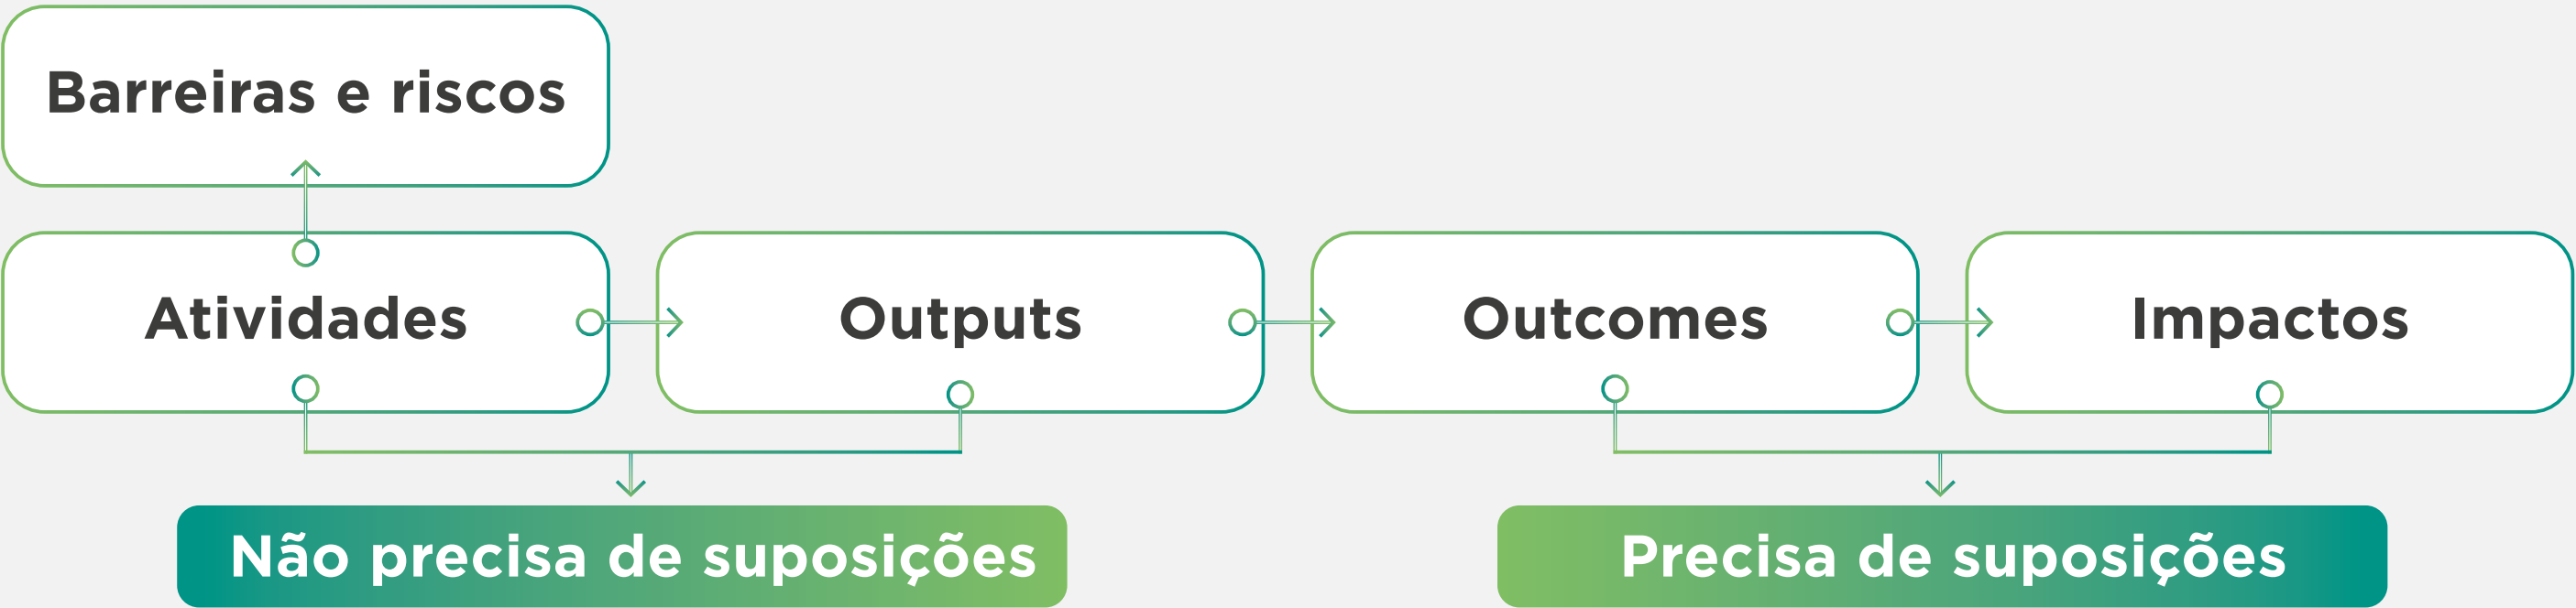 Barreiras e riscos
Atividades
Outputs
Outcomes
Impactos
Não precisa de suposições
Precisa de suposições